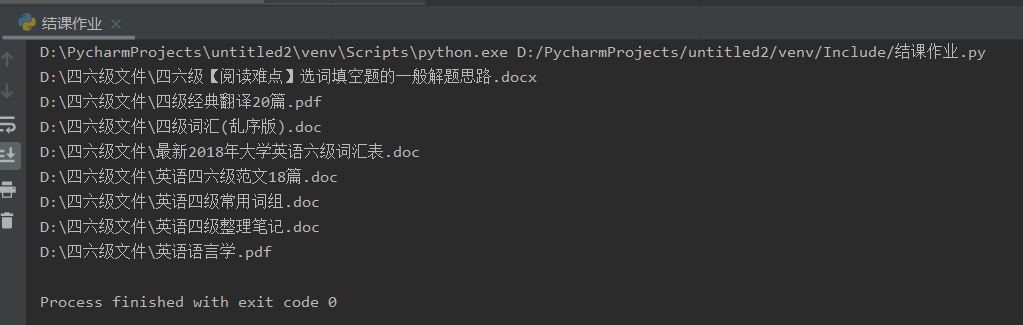 结课作业
D:\PycharmProjects\untitled2\venv\Scripts\python.exe D:/PycharmProjects/untitled2/venv/Include/结课作业.py
D:\四六级文件\四六级【阅读难点】选词填空题的一般解题思路.docx
D:\四六级文件\四级经典翻译20篇.pdf
D:\四六级文件\四级词汇(乱序版).doc
D:\四六级文件\最新2018年大学英语六级词汇表.doc
D:\四六级文件\英语四六级范文18篇.doc
D:\四六级文件\英语四级常用词组.doc
D:\四六级文件\英语四级整理笔记.doc
D:\四六级文件\英语语言学.pdf
Process finished with exit code 0